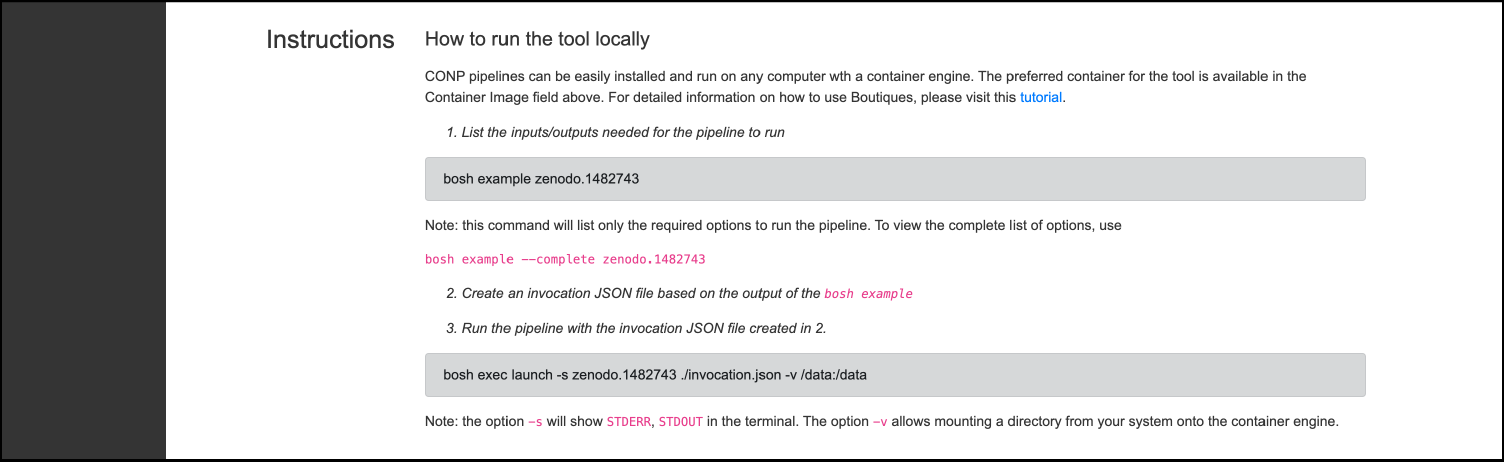 Instructions
How to run the tool locally
CONP pipelines can be easily installed and run on any computer wth a container engine. The preferred container for the tool is available in the
Container Image field above. For detailed information on how to use Boutiques, please visit this tutorial.
1. List the inputs/outputs needed for the pipeline to run
bosh example zenodo.1482743
Note: this command will list only the required options to run the pipeline. To view the complete list of options, use
bosh example --complete zenodo.1482743
2. Create an invocation JSON file based on the output of the bosh example
3. Run the pipeline with the invocation JSON file created in 2.
bosh exec launch -s zenodo.1482743 ./invocation.json -v /data:/data
Note: the option -s will show STDERR, STDOUT in the terminal. The option -v allows mounting a directory from your system onto the container engine.